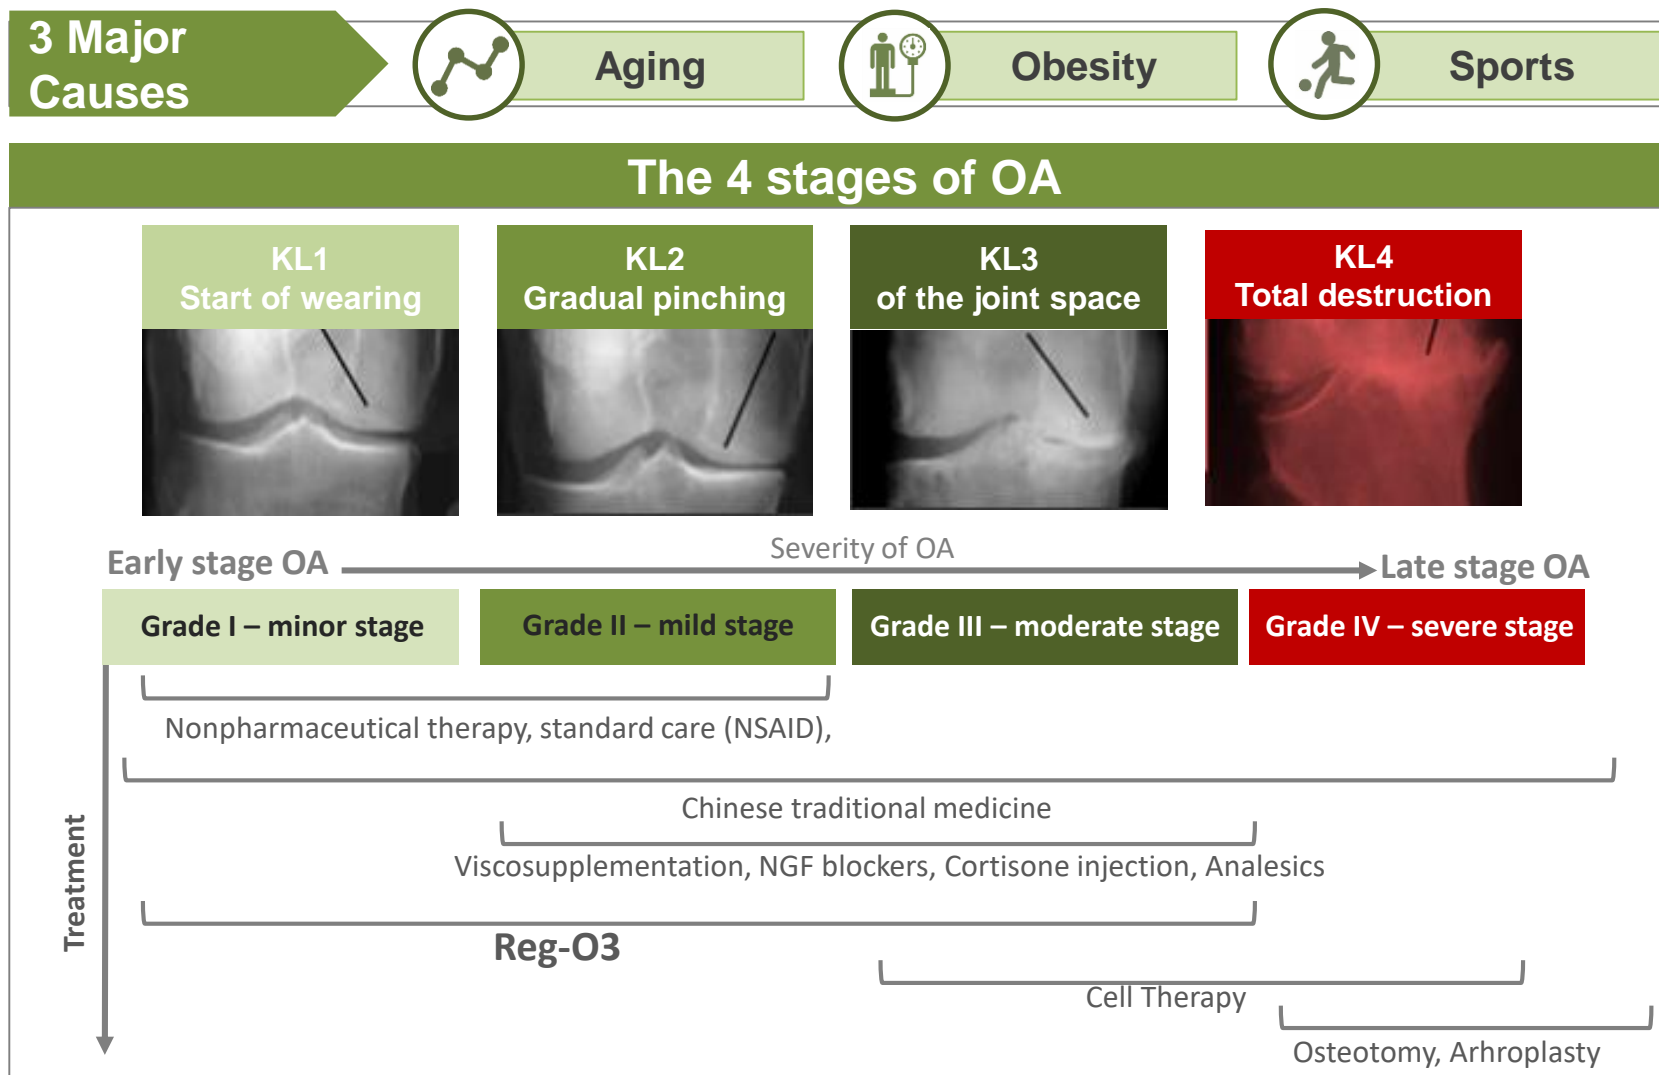 3 Major
Causes
Aging
Obesity
Sports
The 4 stages of OA
KL1
Start of wearing
KL2
Gradual pinching
KL3
of the joint space
KL4
Total destruction
Severity of OA
Early stage OA
Late stage OA
Grade I – minor stage
Grade II – mild stage
Grade III – moderate stage
Grade IV – severe stage
Treatment
Nonpharmaceutical therapy, standard care (NSAID),
Chinese traditional medicine
Viscosupplementation, NGF blockers, Cortisone injection, Analesics
Reg-O3
Cell Therapy
Osteotomy, Arhroplasty